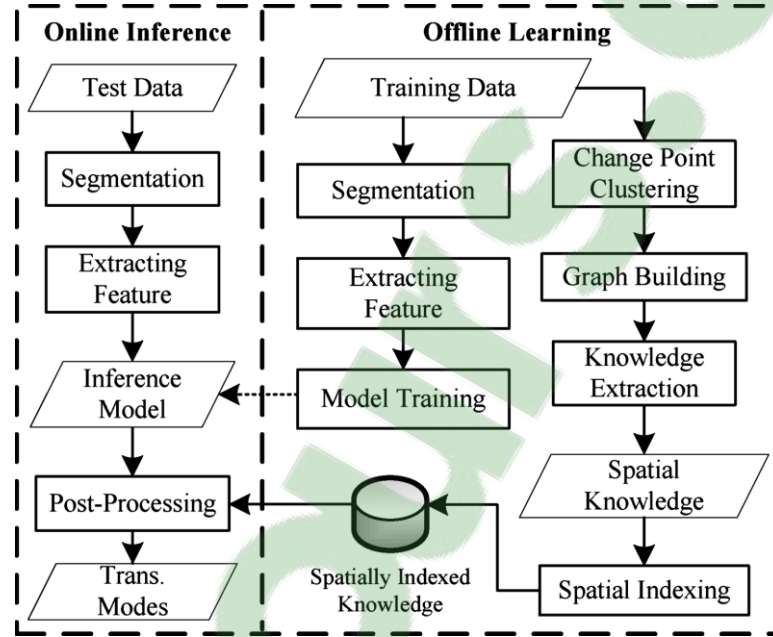 Online Inference
Test Data
Segmentation
Extracting
Feature
Inference
Model
Post-Processing
Trans.
Modes
Offline Learning
Training Data
Segmentation
Extracting
Feature
Model Training
Change Point
Clustering
Graph Building
Knowledge
Extraction
Spatial
Knowledge
Spatial Indexing
Spatially Indexed
Knowledge